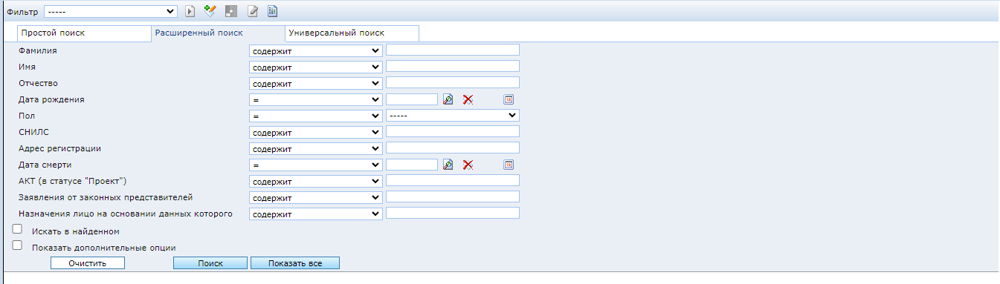 Фильтр -----
Простой поиск Расширенный поиск Универсальный поиск
Фамилия содержит
Имя содержит
Отчество содержит
Дата рождения =
Пол = -----
СНИЛС содержит
Адрес регистрации содержит
Дата смерти =
АКТ (в статусе "Проект") содержит
Заявления от законных представителей содержит
Назначения лицо на основании данных которого содержит
Искать в найденном
Показать дополнительные опции
Очистить Поиск Показать все